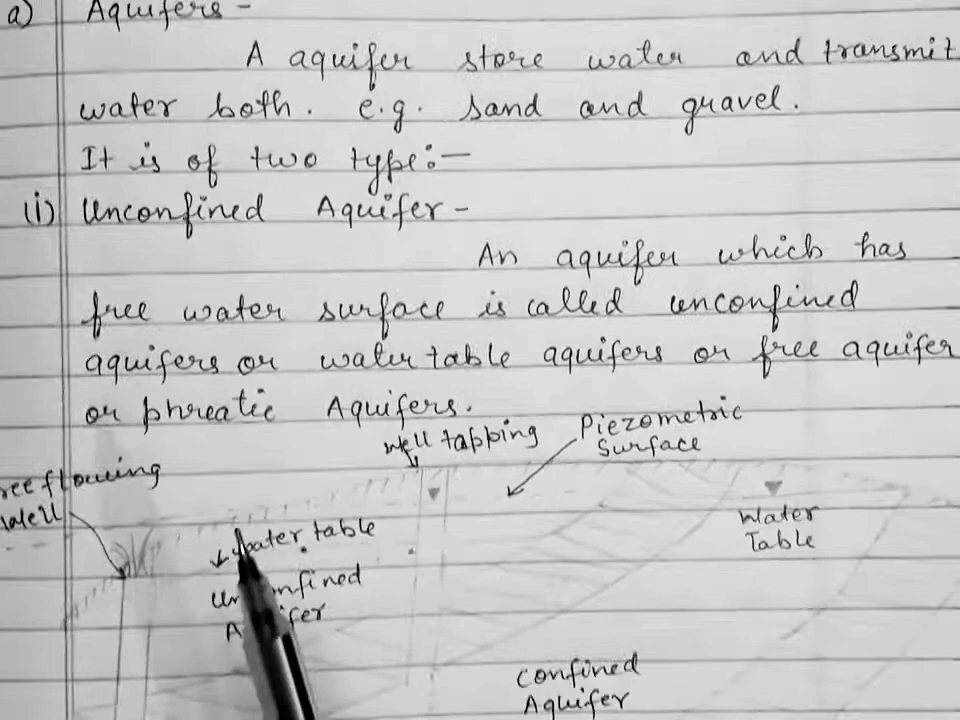 a) Aquifers -
A aquifer store water and transmit
water both. e.g. sand and gravel.
It is of two type:-
(i) Unconfined Aquifer -
An aquifer which has
free water surface is called unconfined
aquifers or water table aquifers or free aquifer
or phreatic Aquifers.
well tapping
Piezometric
Surface
ree flowing
well
water table
Water
Table
Confined
Aquifer